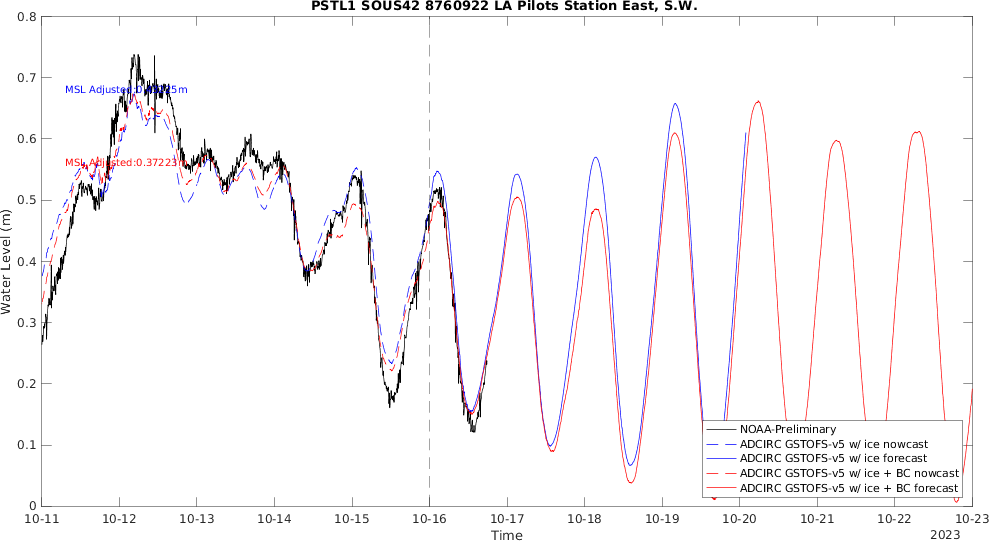 PSTL1 SOUS42 8760922 LA Pilots Station East, S.W.
0.8
0.7
0.6
0.5
0.4
0.3
0.2
0.1
0
Water Level (m)
MSL Adjusted:
MSL Adjusted:0.37223m
NOAA-Preliminary
ADCIRC GSTOFS-v5 w/ ice nowcast
ADCIRC GSTOFS-v5 w/ ice forecast
ADCIRC GSTOFS-v5 w/ ice + BC nowcast
ADCIRC GSTOFS-v5 w/ ice + BC forecast
10-11 10-12 10-13 10-14 10-15 10-16 10-17 10-18 10-19 10-20 10-21 10-22 10-23
Time
2023